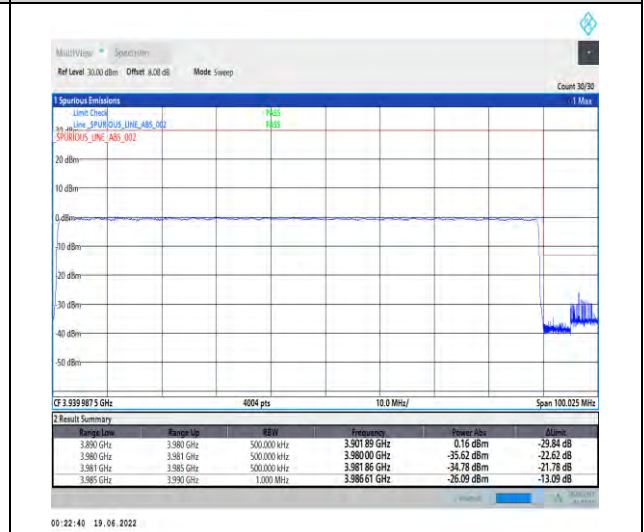 MultiView Spectrum
Ref Level 30.00 dBm Offset 8.08 dB Mode Sweep
Count 30/30
1 Spurious Emissions 1 Max
Limit Check PASS
Line _SPURIOUS_LINE_ABS_002 PASS
_SPURIOUS_LINE_ABS_002
20 dBm
10 dBm
0 dBm
-10 dBm
-20 dBm
-30 dBm
-40 dBm
-50 dBm
CF 3.939 987 5 GHz 4004 pts 10.0 MHz/ Span 100.025 MHz
2 Result Summary
Range Low Range Up RBW Frequency Power Abs ΔLimit
3.890 GHz 3.980 GHz 500.000 kHz 3.901 89 GHz 0.16 dBm -29.84 dB
3.980 GHz 3.981 GHz 500.000 kHz 3.980 00 GHz -35.62 dBm -22.62 dB
3.981 GHz 3.985 GHz 500.000 kHz 3.981 86 GHz -34.78 dBm -21.78 dB
3.985 GHz 3.990 GHz 1.000 MHz 3.986 61 GHz -26.09 dBm -13.09 dB
00:22:40 19.06.2022